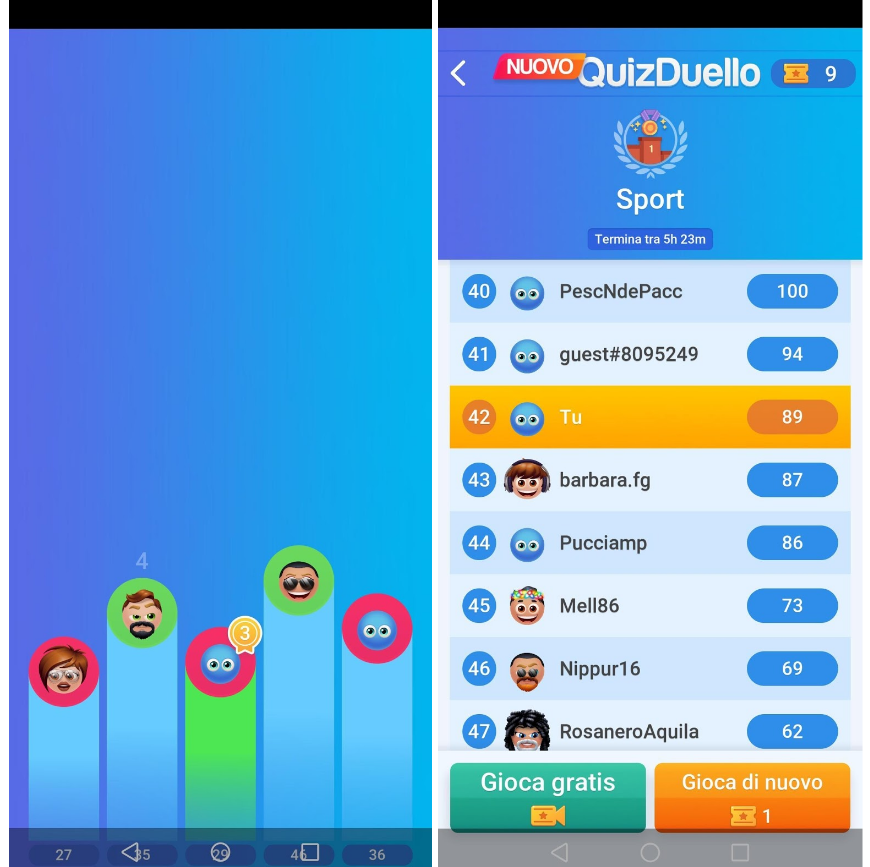 4
3
27
35
29
46
36
NUOVO QuizDuello 9
1
Sport
Termina tra 5h 23m
40 PescNdePacc 100
41 guest#8095249 94
42 Tu 89
43 barbara.fg 87
44 Pucciamp 86
45 Mell86 73
46 Nippur16 69
47 RosaneroAquila 62
Gioca gratis
Gioca di nuovo
1